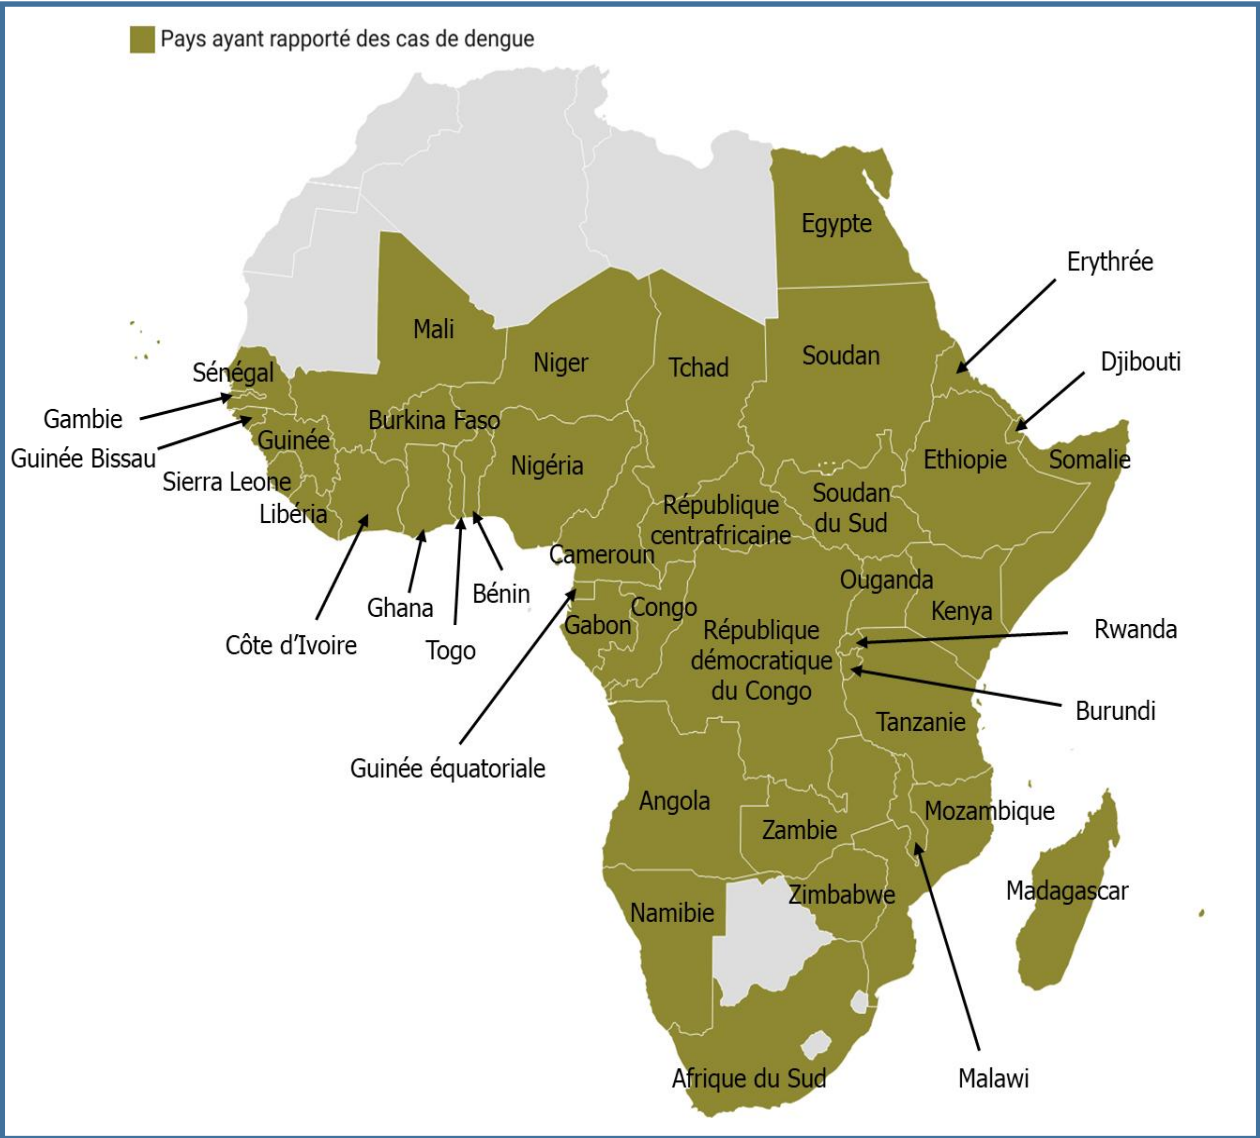 Pays ayant rapporté des cas de dengue
Egypte
Erythrée
Mali
Niger
Tchad
Soudan
Djibouti
Sénégal
Gambie
Burkina Faso
Guinée
Guinée Bissau
Nigéria
Ethiopie
Somalie
Sierra Leone
Libéria
République
centrafricaine
Soudan
du Sud
Cameroun
Ouganda
Bénin
Ghana
Congo
Kenya
Gabon
Côte d’Ivoire
Togo
République
démocratique
du Congo
Rwanda
Burundi
Tanzanie
Guinée équatoriale
Angola
Mozambique
Zambie
Madagascar
Zimbabwe
Namibie
Afrique du Sud
Malawi